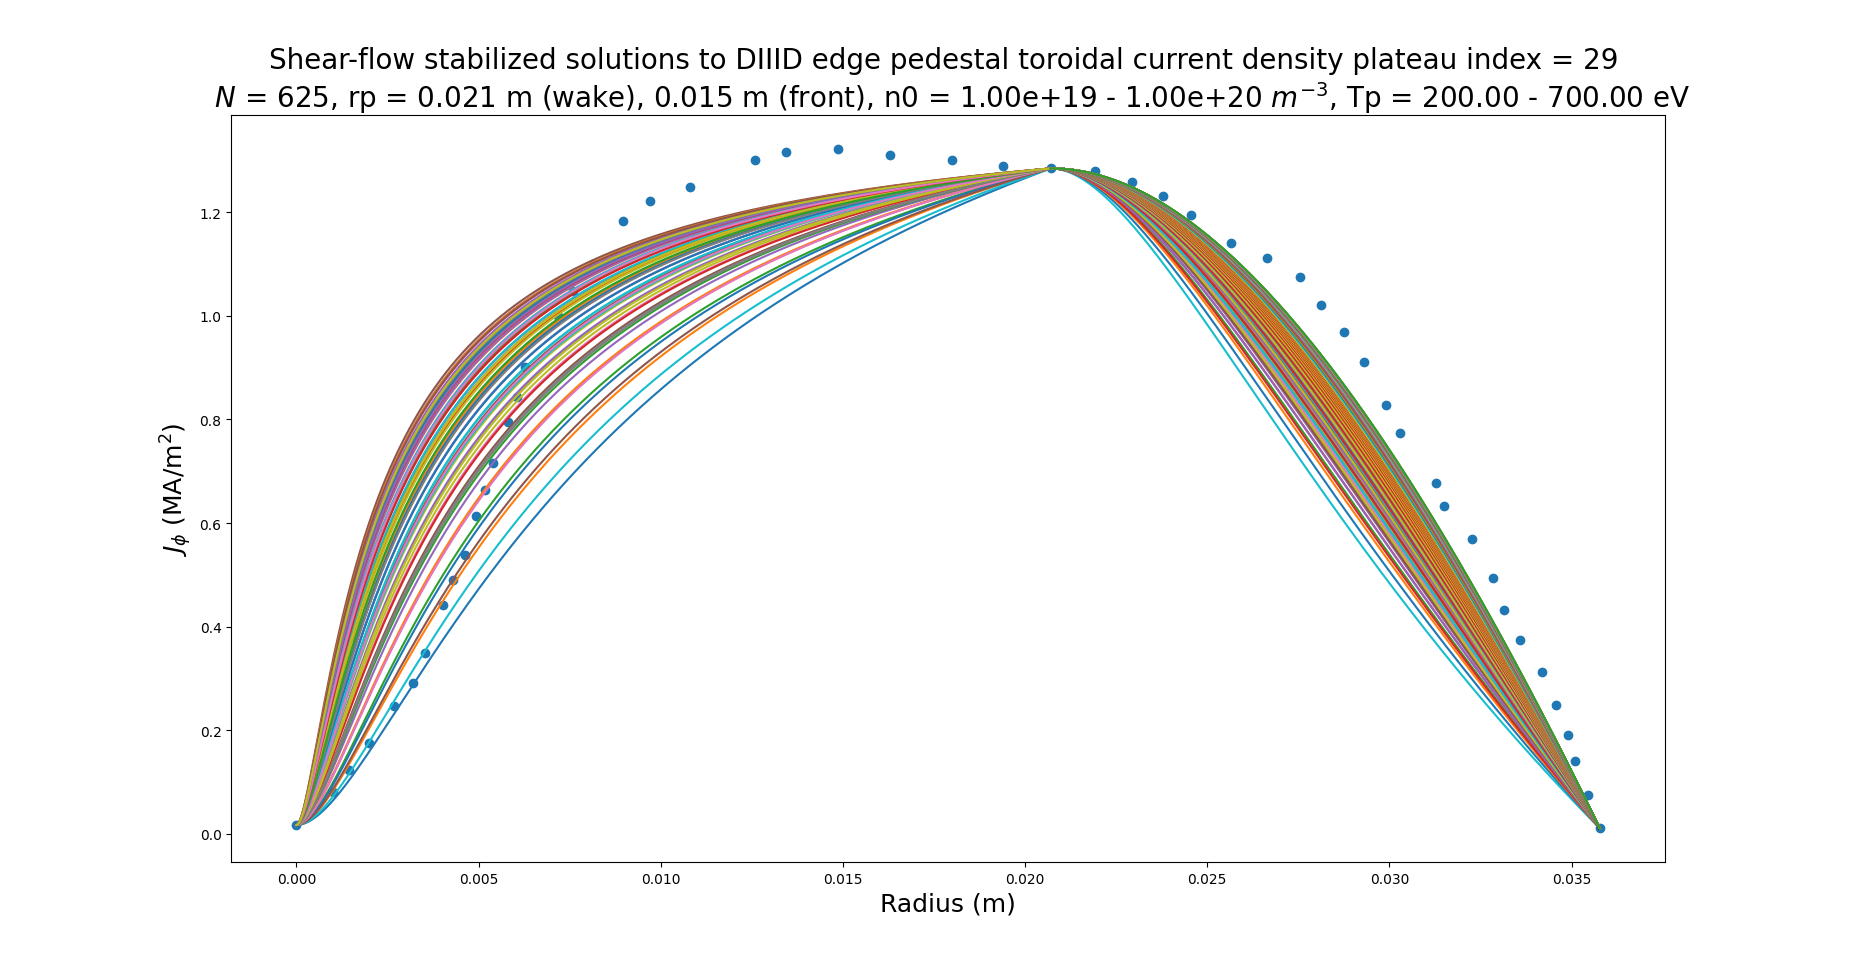 Shear-flow stabilized solutions to DIIID edge pedestal toroidal current density plateau index = 29
N = 625, rp = 0.021 m (wake), 0.015 m (front), n0 = 1.00e+19 - 1.00e+20 m⁻³, Tp = 200.00 - 700.00 eV
1.2
1.0
0.8
0.6
0.4
0.2
0.0
J_ϕ (MA/m²)
0.000 0.005 0.010 0.015 0.020 0.025 0.030 0.035
Radius (m)